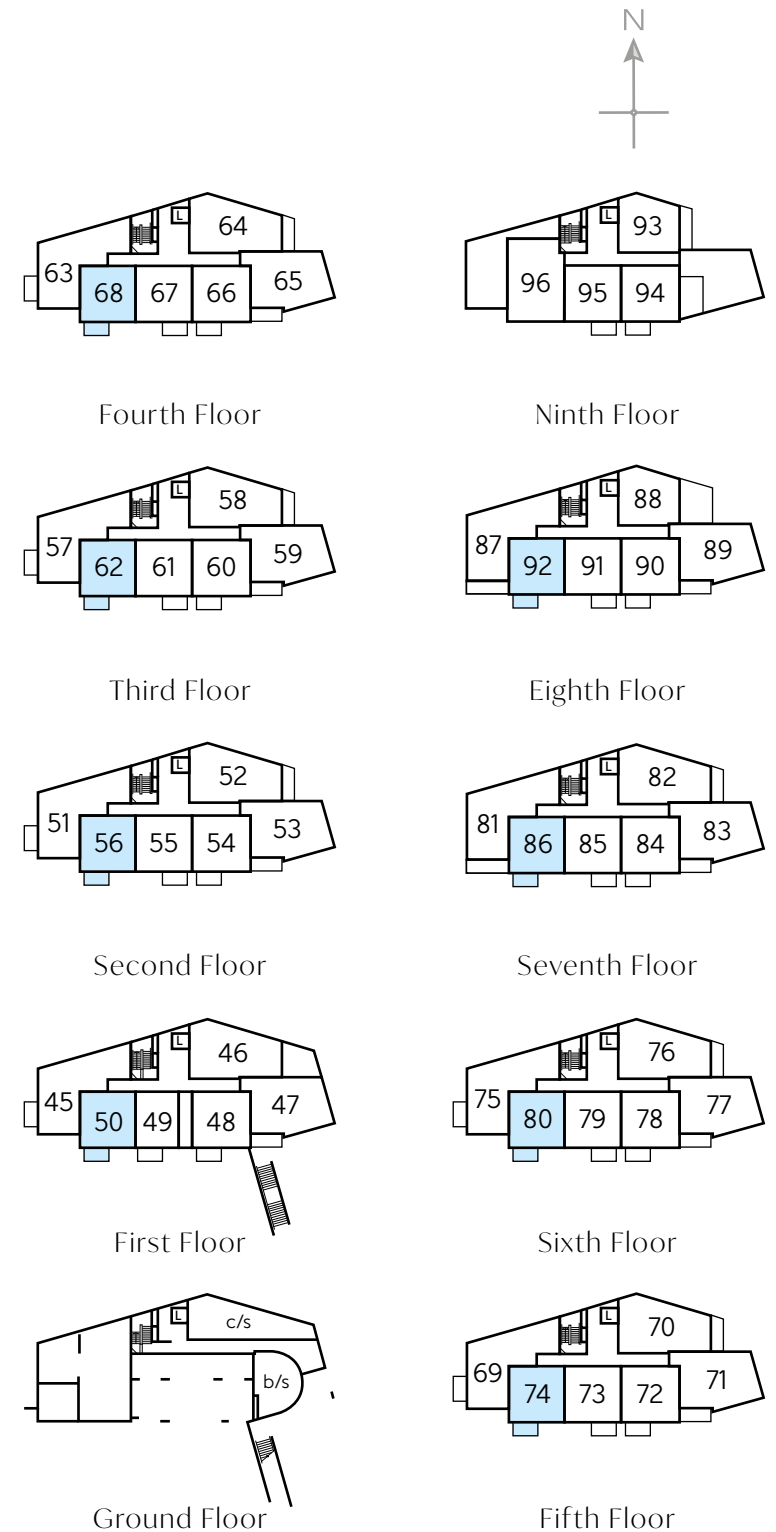 N
L
64
63
65
68
67
66
Fourth Floor
L
93
96
95
94
Ninth Floor
L
58
57
59
62
61
60
Third Floor
L
88
87
89
92
91
90
Eighth Floor
L
52
51
53
56
55
54
Second Floor
L
82
81
83
86
85
84
Seventh Floor
L
46
45
47
50
49
48
First Floor
L
76
75
77
80
79
78
Sixth Floor
L
c/s
b/s
Ground Floor
L
70
69
71
74
73
72
Fifth Floor